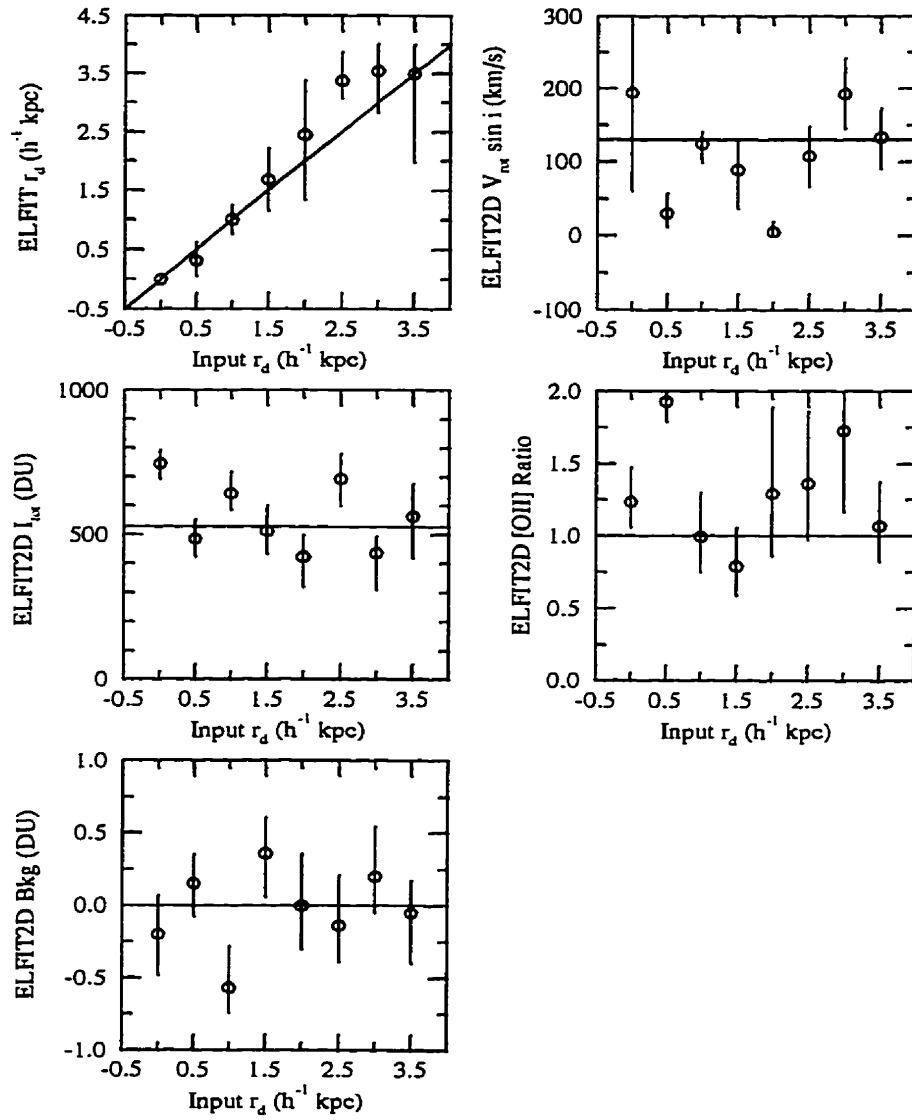 4.5
3.5
2.5
1.5
0.5
-0.5
ELFIT r_d (h^-1 kpc)
-0.5 0.5 1.5 2.5 3.5
Input r_d (h^-1 kpc)
300
200
100
0
-100
ELFIT2D V_rot sin i (km/s)
-0.5 0.5 1.5 2.5 3.5
Input r_d (h^-1 kpc)
1000
500
0
ELFIT2D I_tot (DU)
-0.5 0.5 1.5 2.5 3.5
Input r_d (h^-1 kpc)
2.0
1.5
1.0
0.5
0.0
ELFIT2D [OII] Ratio
-0.5 0.5 1.5 2.5 3.5
Input r_d (h^-1 kpc)
1.0
0.5
0.0
-0.5
-1.0
ELFIT2D Bkg (DU)
-0.5 0.5 1.5 2.5 3.5
Input r_d (h^-1 kpc)